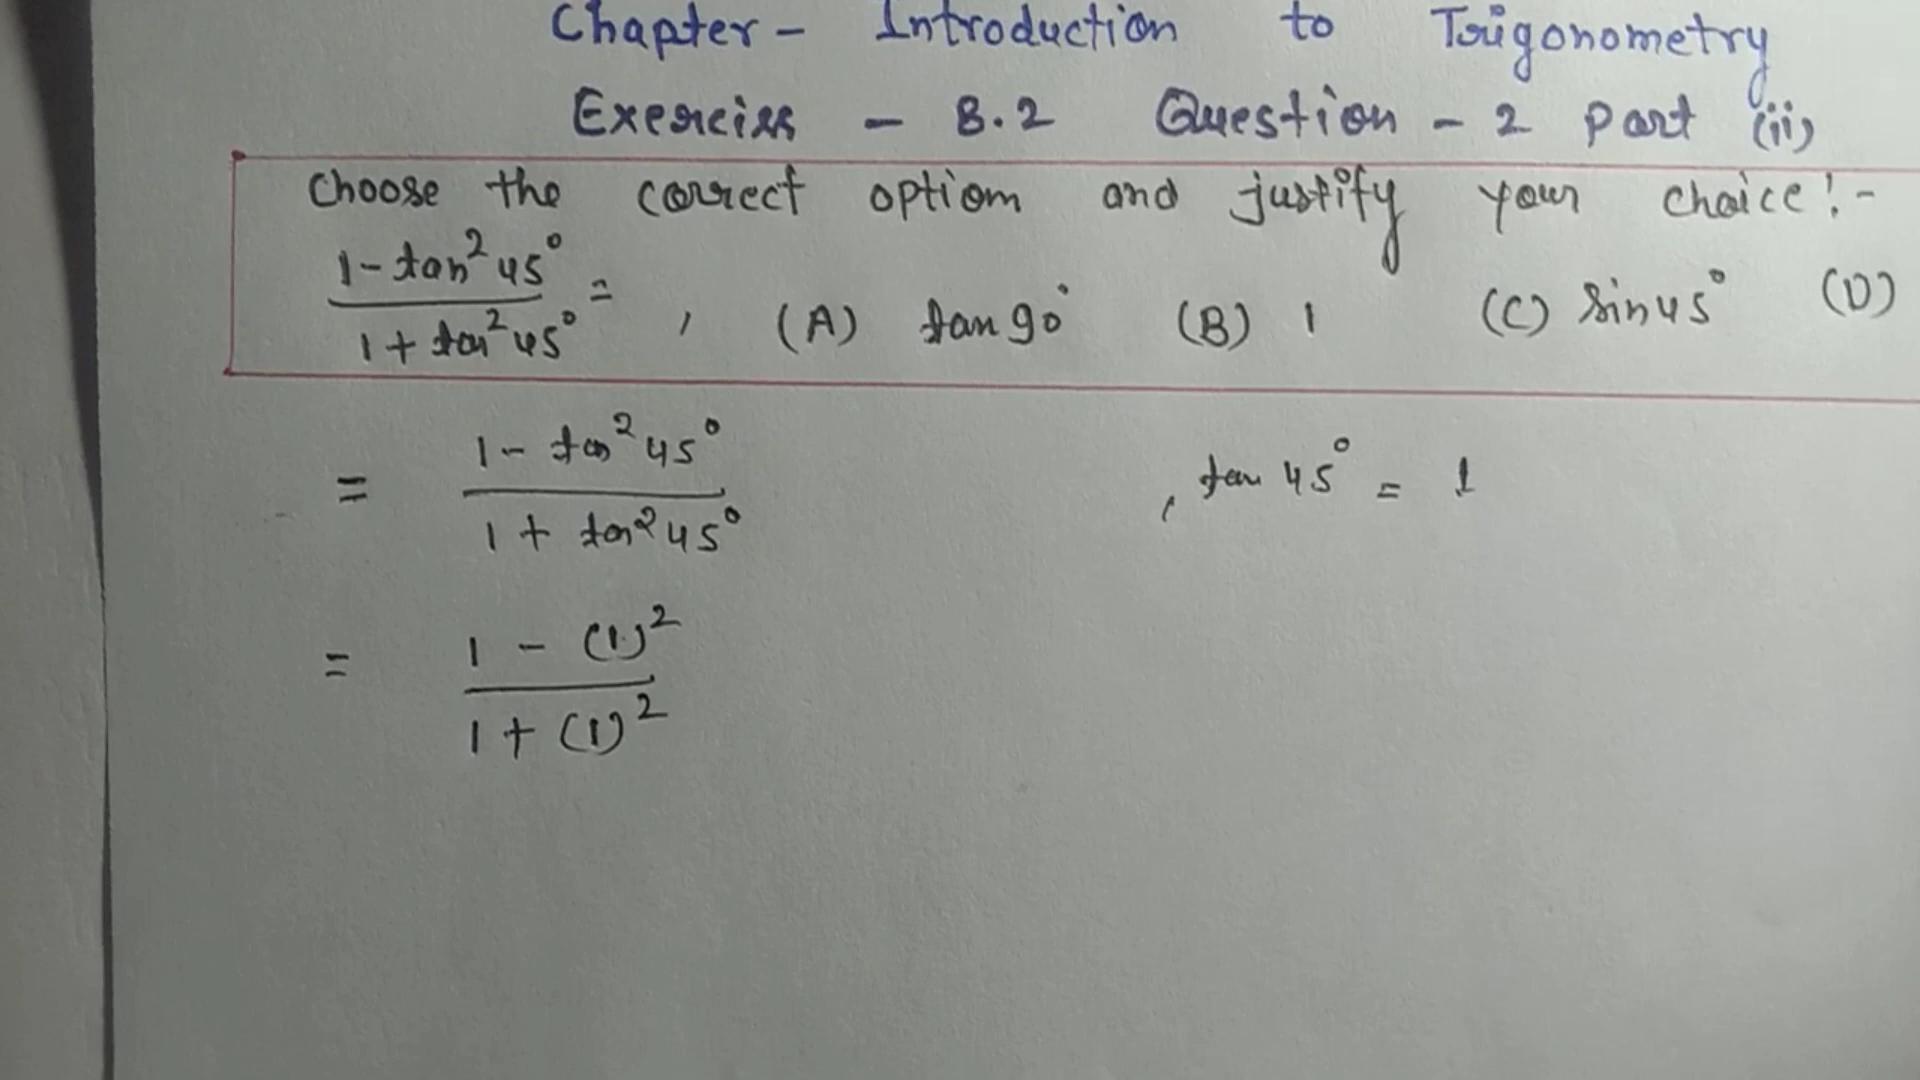 Chapter - Introduction to Trigonometry
Exercise - 8.2 Question - 2 part (ii)
Choose the correct option and justify your choice! -
1 - tan² 45° / 1 + tan² 45° = , (A) tan 90° (B) 1 (C) sin 45° (D)
= 1 - tan² 45° / 1 + tan² 45° , tan 45° = 1
= 1 - (1)² / 1 + (1)²